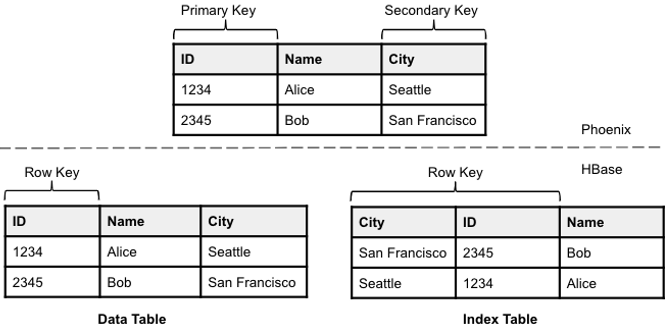 Primary Key Secondary Key
ID Name City
1234 Alice Seattle
2345 Bob San Francisco
Phoenix
HBase
Row Key
ID Name City
1234 Alice Seattle
2345 Bob San Francisco
Data Table
Row Key
City ID Name
San Francisco 2345 Bob
Seattle 1234 Alice
Index Table